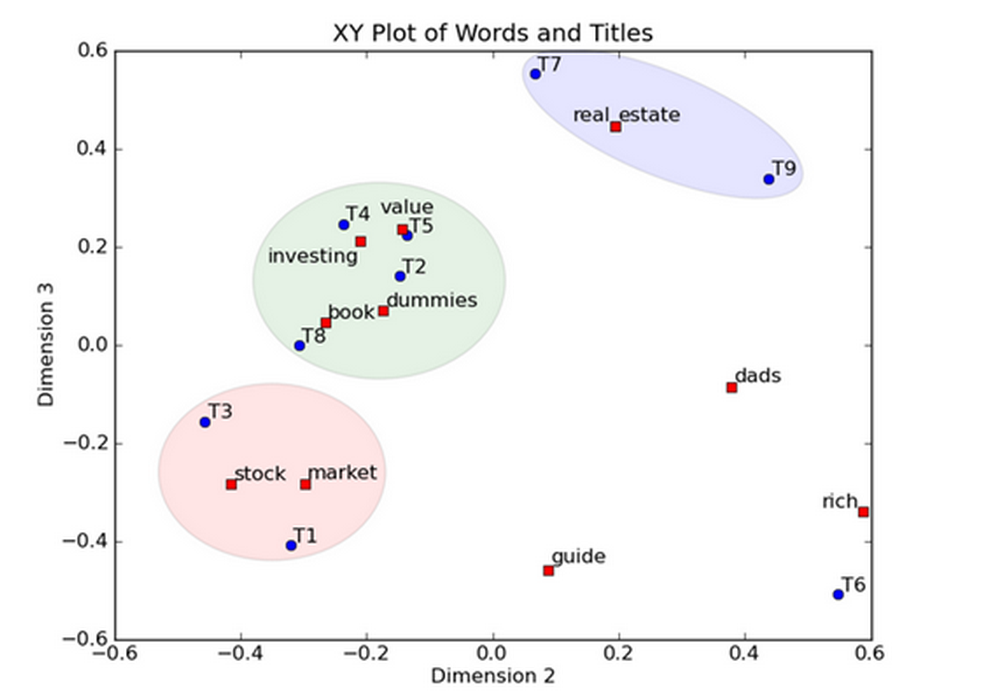 XY Plot of Words and Titles
0.6
T7
real estate
0.4
T9
value
T4
T5
0.2
investing
T2
dummies
book
T8
0.0
dads
T3
−0.2
stock
market
rich
T1
−0.4
guide
T6
−0.6
−0.6
−0.4
−0.2
0.0
0.2
0.4
0.6
Dimension 2
Dimension 3